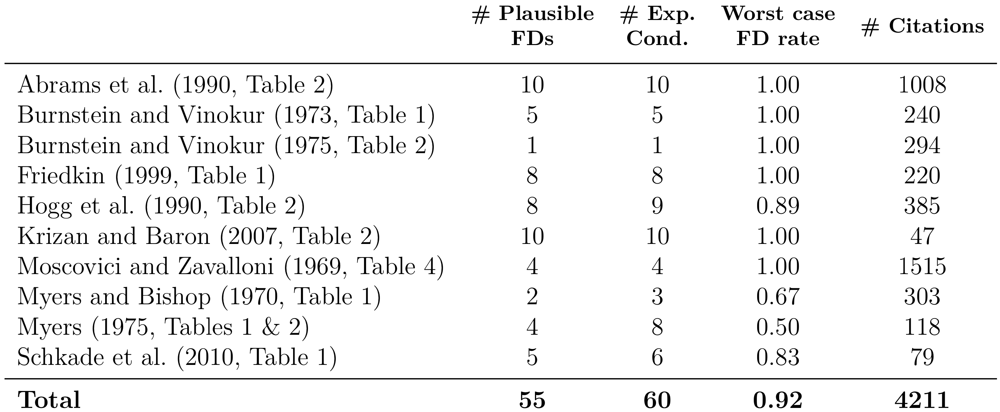 # Plausible FDs # Exp. Cond. Worst case FD rate # Citations
Abrams et al. (1990, Table 2) 10 10 1.00 1008
Burnstein and Vinokur (1973, Table 1) 5 5 1.00 240
Burnstein and Vinokur (1975, Table 2) 1 1 1.00 294
Friedkin (1999, Table 1) 8 8 1.00 220
Hogg et al. (1990, Table 2) 8 9 0.89 385
Krizan and Baron (2007, Table 2) 10 10 1.00 47
Moscovici and Zavalloni (1969, Table 4) 4 4 1.00 1515
Myers and Bishop (1970, Table 1) 2 3 0.67 303
Myers (1975, Tables 1 & 2) 4 8 0.50 118
Schkade et al. (2010, Table 1) 5 6 0.83 79
Total 55 60 0.92 4211